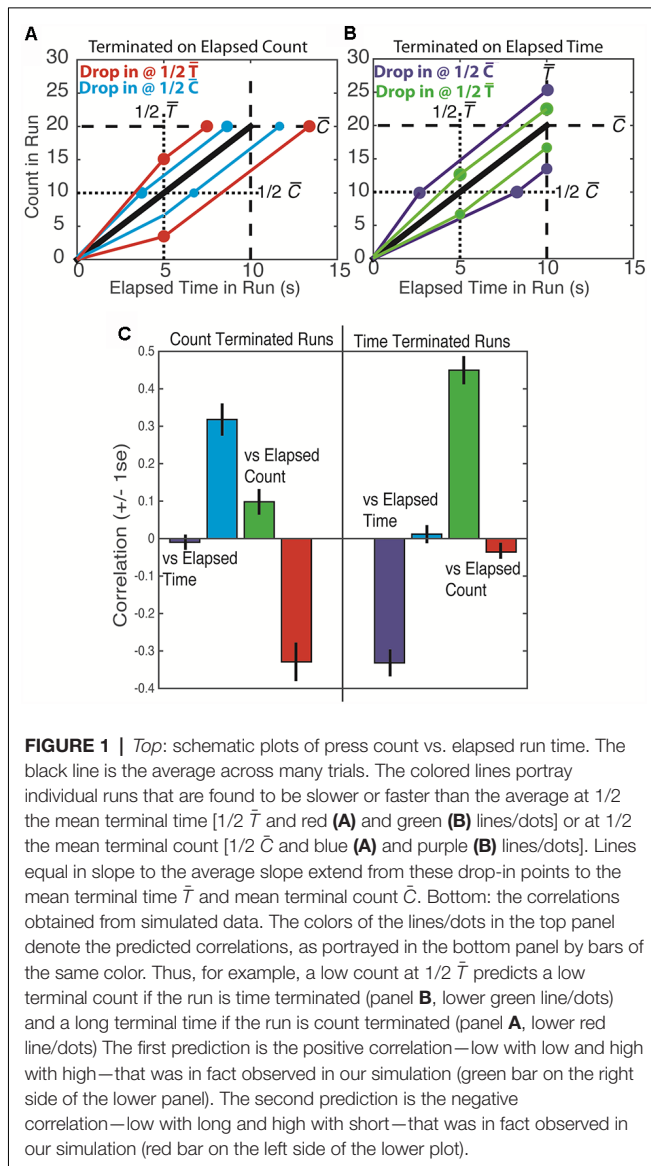 A
B
Terminated on Elapsed Count
Terminated on Elapsed Time
30
25
20
15
10
5
0
Count in Run
Drop in @ 1/2 T̄
Drop in @ 1/2 C̄
1/2 T̄
C̄
1/2 C̄
0
5
10
15
Elapsed Time in Run (s)
30
25
20
15
10
5
0
Drop in @ 1/2 C̄
Drop in @ 1/2 T̄
T̄
1/2 T̄
C̄
1/2 C̄
0
5
10
15
Elapsed Time in Run (s)
C
Count Terminated Runs
Time Terminated Runs
0.5
0.4
0.3
0.2
0.1
0
-0.1
-0.2
-0.3
-0.4
Correlation (+/- 1se)
vs Elapsed
Count
vs Elapsed
Time
vs Elapsed
Time
vs Elapsed
Count
FIGURE 1 | Top: schematic plots of press count vs. elapsed run time. The
black line is the average across many trials. The colored lines portray
individual runs that are found to be slower or faster than the average at 1/2
the mean terminal time [1/2 T̄ and red (A) and green (B) lines/dots] or at 1/2
the mean terminal count [1/2 C̄ and blue (A) and purple (B) lines/dots]. Lines
equal in slope to the average slope extend from these drop-in points to the
mean terminal time T̄ and mean terminal count C̄. Bottom: the correlations
obtained from simulated data. The colors of the lines/dots in the top panel
denote the predicted correlations, as portrayed in the bottom panel by bars of
the same color. Thus, for example, a low count at 1/2 T̄ predicts a low
terminal count if the run is time terminated (panel B, lower green line/dots)
and a long terminal time if the run is count terminated (panel A, lower red
line/dots) The first prediction is the positive correlation—low with low and high
with high—that was in fact observed in our simulation (green bar on the right
side of the lower panel). The second prediction is the negative
correlation—low with long and high with short—that was in fact observed in
our simulation (red bar on the left side of the lower plot).